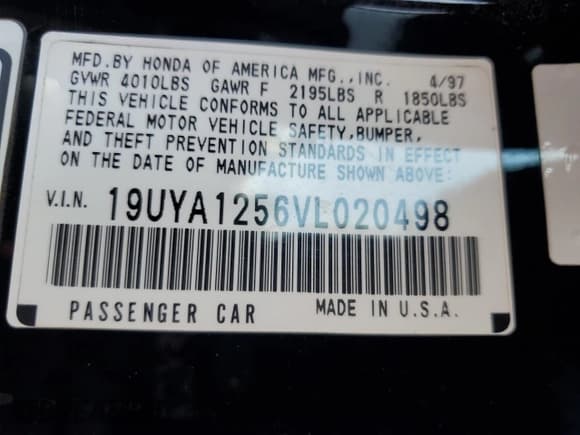 MFD.BY HONDA OF AMERICA MFG.,INC. 4/97
GVWR 4010LBS GAWR F 2195LBS R 1850LBS
THIS VEHICLE CONFORMS TO ALL APPLICABLE
FEDERAL MOTOR VEHICLE SAFETY,BUMPER,
AND THEFT PREVENTION STANDARDS IN EFFECT
ON THE DATE OF MANUFACTURE SHOWN ABOVE:
V.I.N. 19UYA1256VL020498
PASSENGER CAR MADE IN U.S.A.